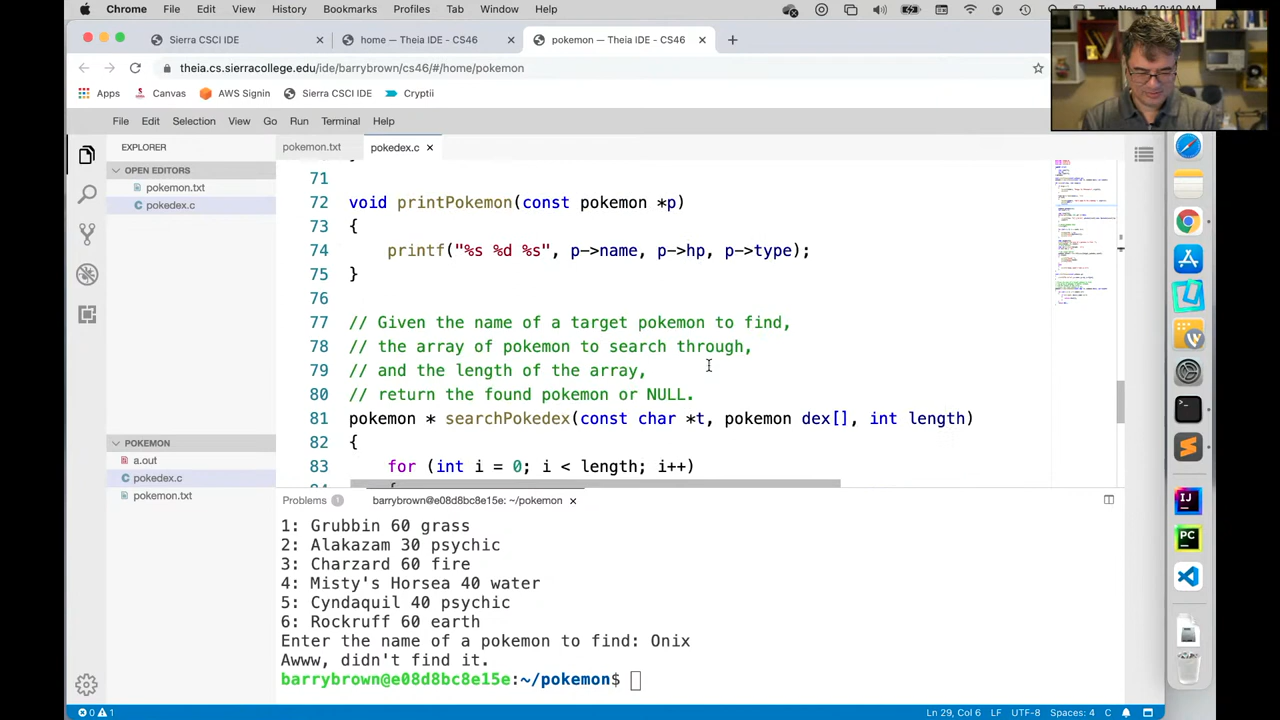 Chrome File Edit View History Bookmarks Profiles Tab Window Help
Sierra CSCI IDE
pokemon — Theia IDE - CS46
theia.cs.sierracollege.edu/id
46/#/home/pokemon
Apps Canvas AWS Signin Sierra CSCI IDE Cryptii
File Edit Selection View Go Run Terminal Help
EXPLORER
OPEN EDITORS
pokemon.txt
pokedex.c
POKEMON
a.out
pokedex.c
pokemon.txt
pokemon.txt pokedex.c
71
72 void printPokemon(const pokemon *p)
74 printf("%s %d %s", p->name, p->hp, p->type);
75
76
77 // Given the name of a target pokemon to find,
78 // the array of pokemon to search through,
79 // and the length of the array,
80 // return the found pokemon or NULL.
81 pokemon * searchPokedex(const char *t, pokemon dex[], int length)
82 {
83 for (int i = 0; i < length; i++)
Problems 1 barrybrown@e08d8bc8e15e: ~/pokemon
1: Grubbin 60 grass
2: Alakazam 30 psychic
3: Charzard 60 fire
4: Misty's Horsea 40 water
5: Cyndaquil 40 psychic
6: Rockruff 60 earth
Enter the name of a pokemon to find: Onix
Awww, didn't find it.
barrybrown@e08d8bc8e15e:~/pokemon$
0 1 Ln 29, Col 6 LF UTF-8 Spaces: 4 C